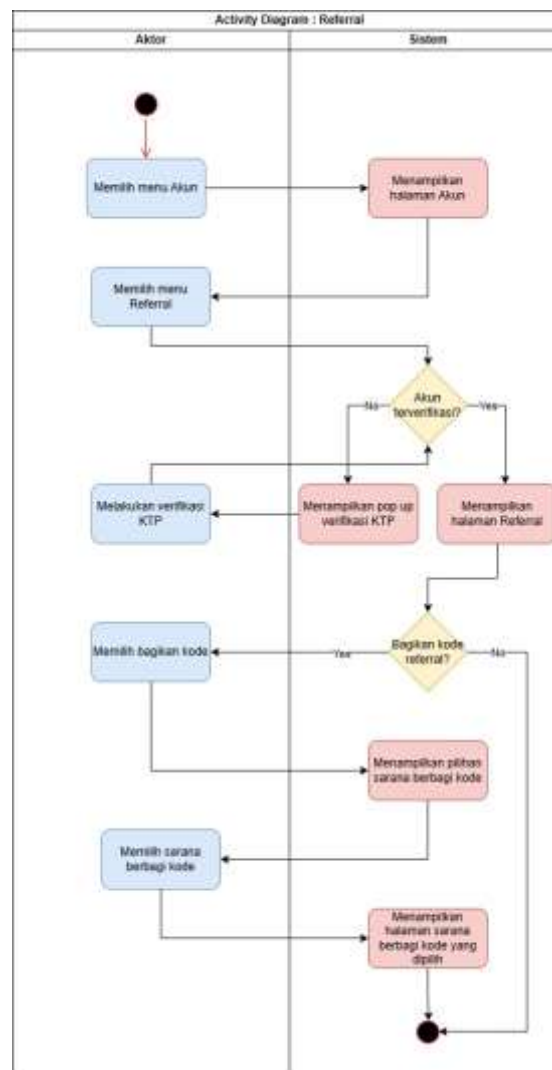 Activity Diagram : Referral
Aktor
Sistem
Memilih menu Akun
Menampilkan
halaman Akun
Memilih menu
Referral
Akun
terverifikasi?
No
Yes
Melakukan verifikasi
KTP
Menampilkan pop up
verifikasi KTP
Menampilkan
halaman Referral
Bagikan kode
referral?
Yes
No
Memilih bagikan kode
Menampilkan pilihan
sarana berbagi kode
Memilih sarana
berbagi kode
Menampilkan
halaman sarana
berbagi kode yang
dipilih